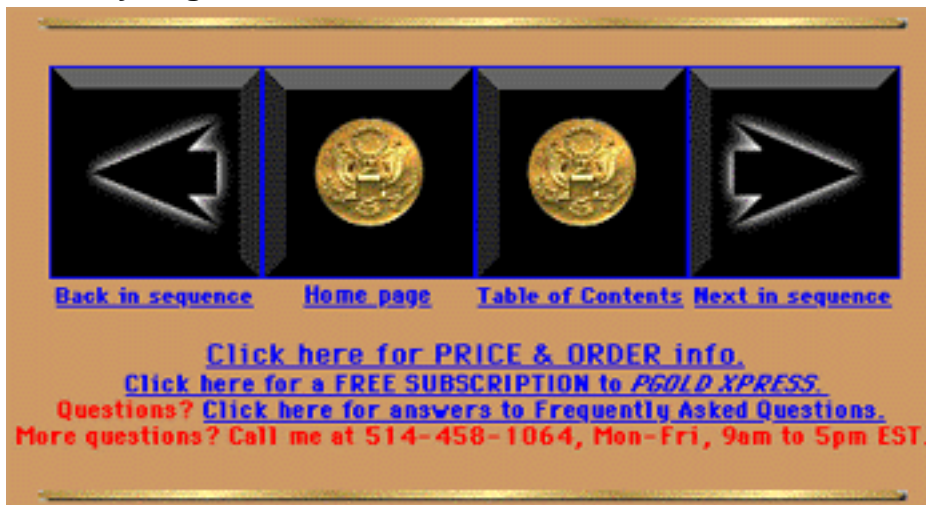 Back in sequence Home page Table of Contents Next in sequence
Click here for PRICE & ORDER info.
Click here for a FREE SUBSCRIPTION to PGOLD XPRESS.
Questions? Click here for answers to Frequently Asked Questions.
More questions? Call me at 514-458-1064, Mon-Fri, 9am to 5pm EST.